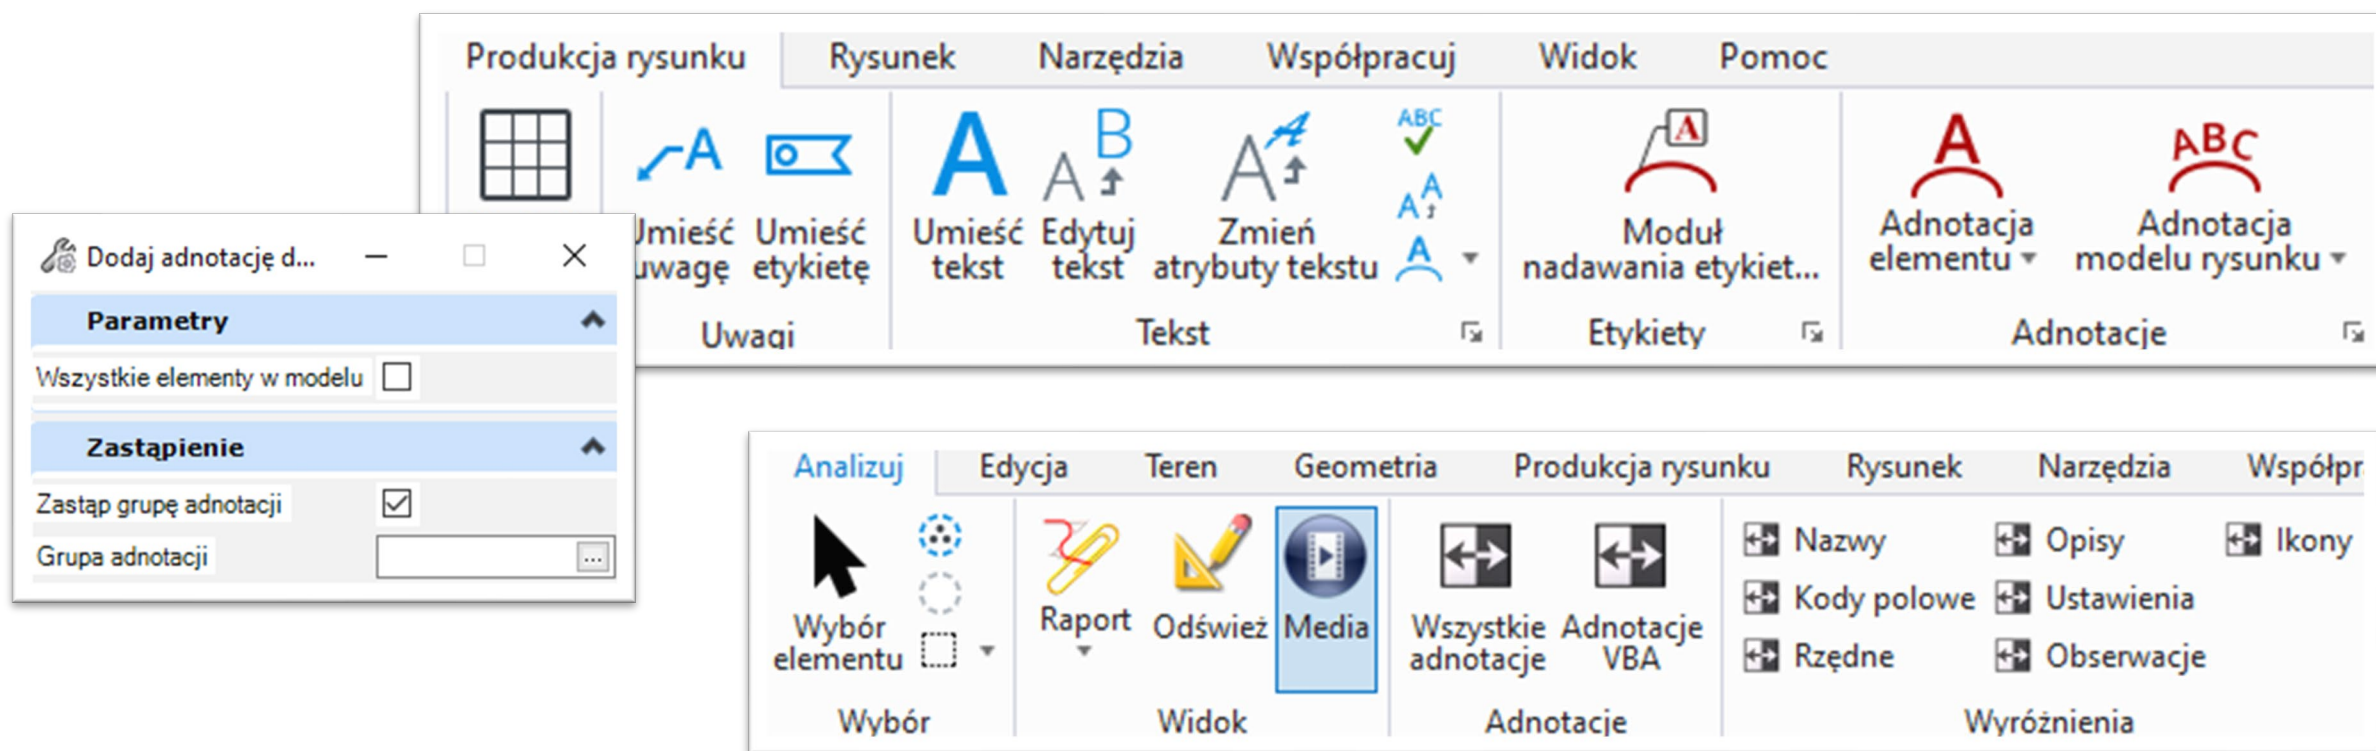 Produkcja rysunku Rysunek Narzędzia Współpracuj Widok Pomoc
A A B A A ABC A A A A A ABC
Umieść uwagę
Umieść etykietę
Umieść tekst
Edytuj tekst
Zmień atrybuty tekstu
Moduł nadawania etykiet...
Adnotacja elementu
Adnotacja modelu rysunku
Uwagi Tekst Etykiety Adnotacje
Dodaj adnotację d...
Parametry
Wszystkie elementy w modelu
Zastąpienie
Zastąp grupę adnotacji
Grupa adnotacji ...
Analizuj Edycja Teren Geometria Produkcja rysunku Rysunek Narzędzia Współpr
Wybór elementu
Raport
Odśwież
Media
Wszystkie adnotacje
Adnotacje VBA
Nazwy Opisy Ikony
Kody polowe Ustawienia
Rzędne Obserwacje
Wybór Widok Adnotacje Wyróżnienia